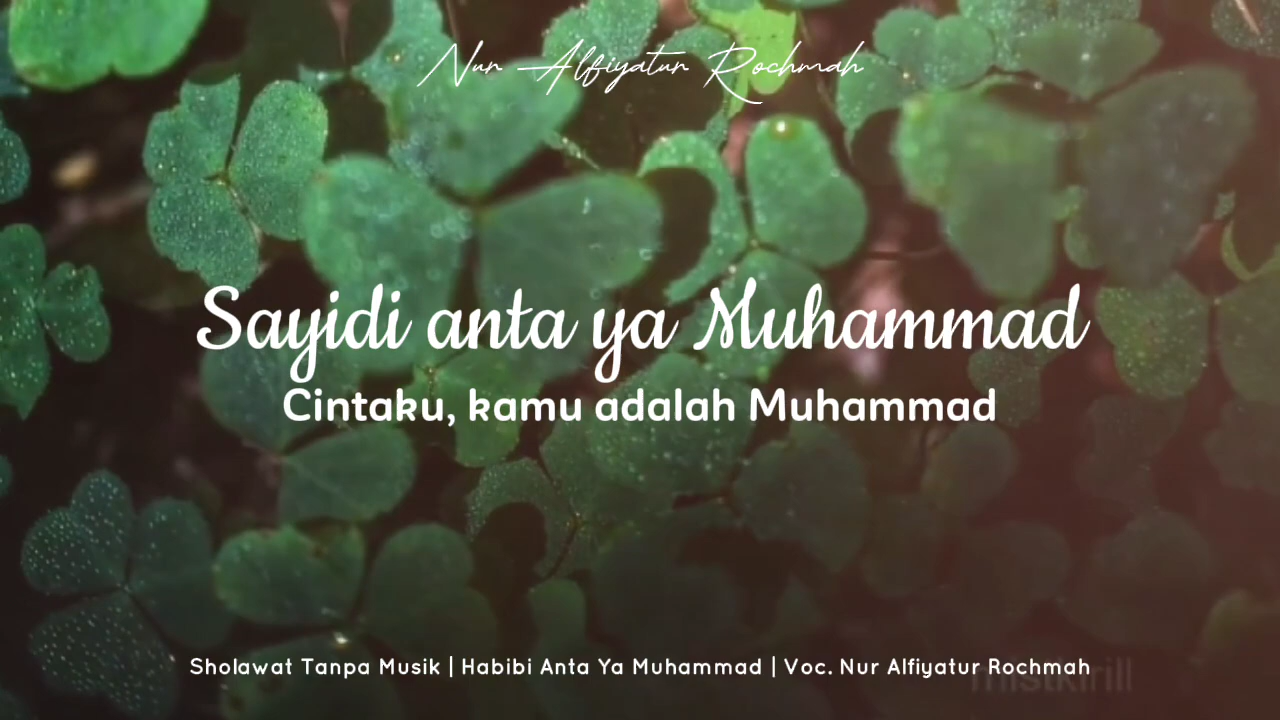 Nur Alfiyatur Rochmah
Sayidi anta ya Muhammad
Cintaku, kamu adalah Muhammad
Sholawat Tanpa Musik | Habibi Anta Ya Muhammad | Voc. Nur Alfiyatur Rochmah
mistkirill